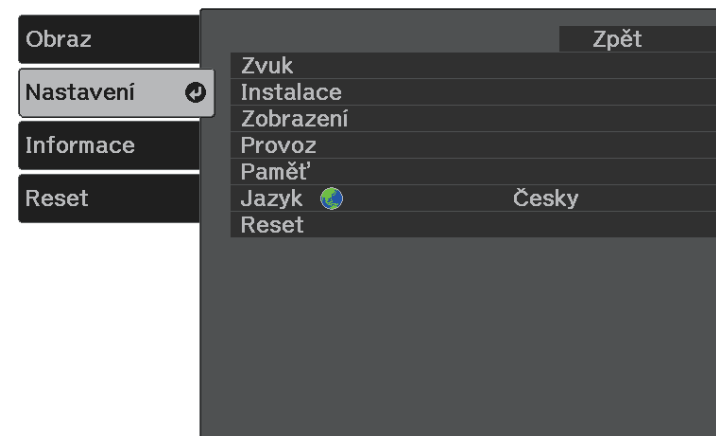 Obraz
Nastavení
Informace
Reset
Zpět
Zvuk
Instalace
Zobrazení
Provoz
Paměť
Jazyk Česky
Reset